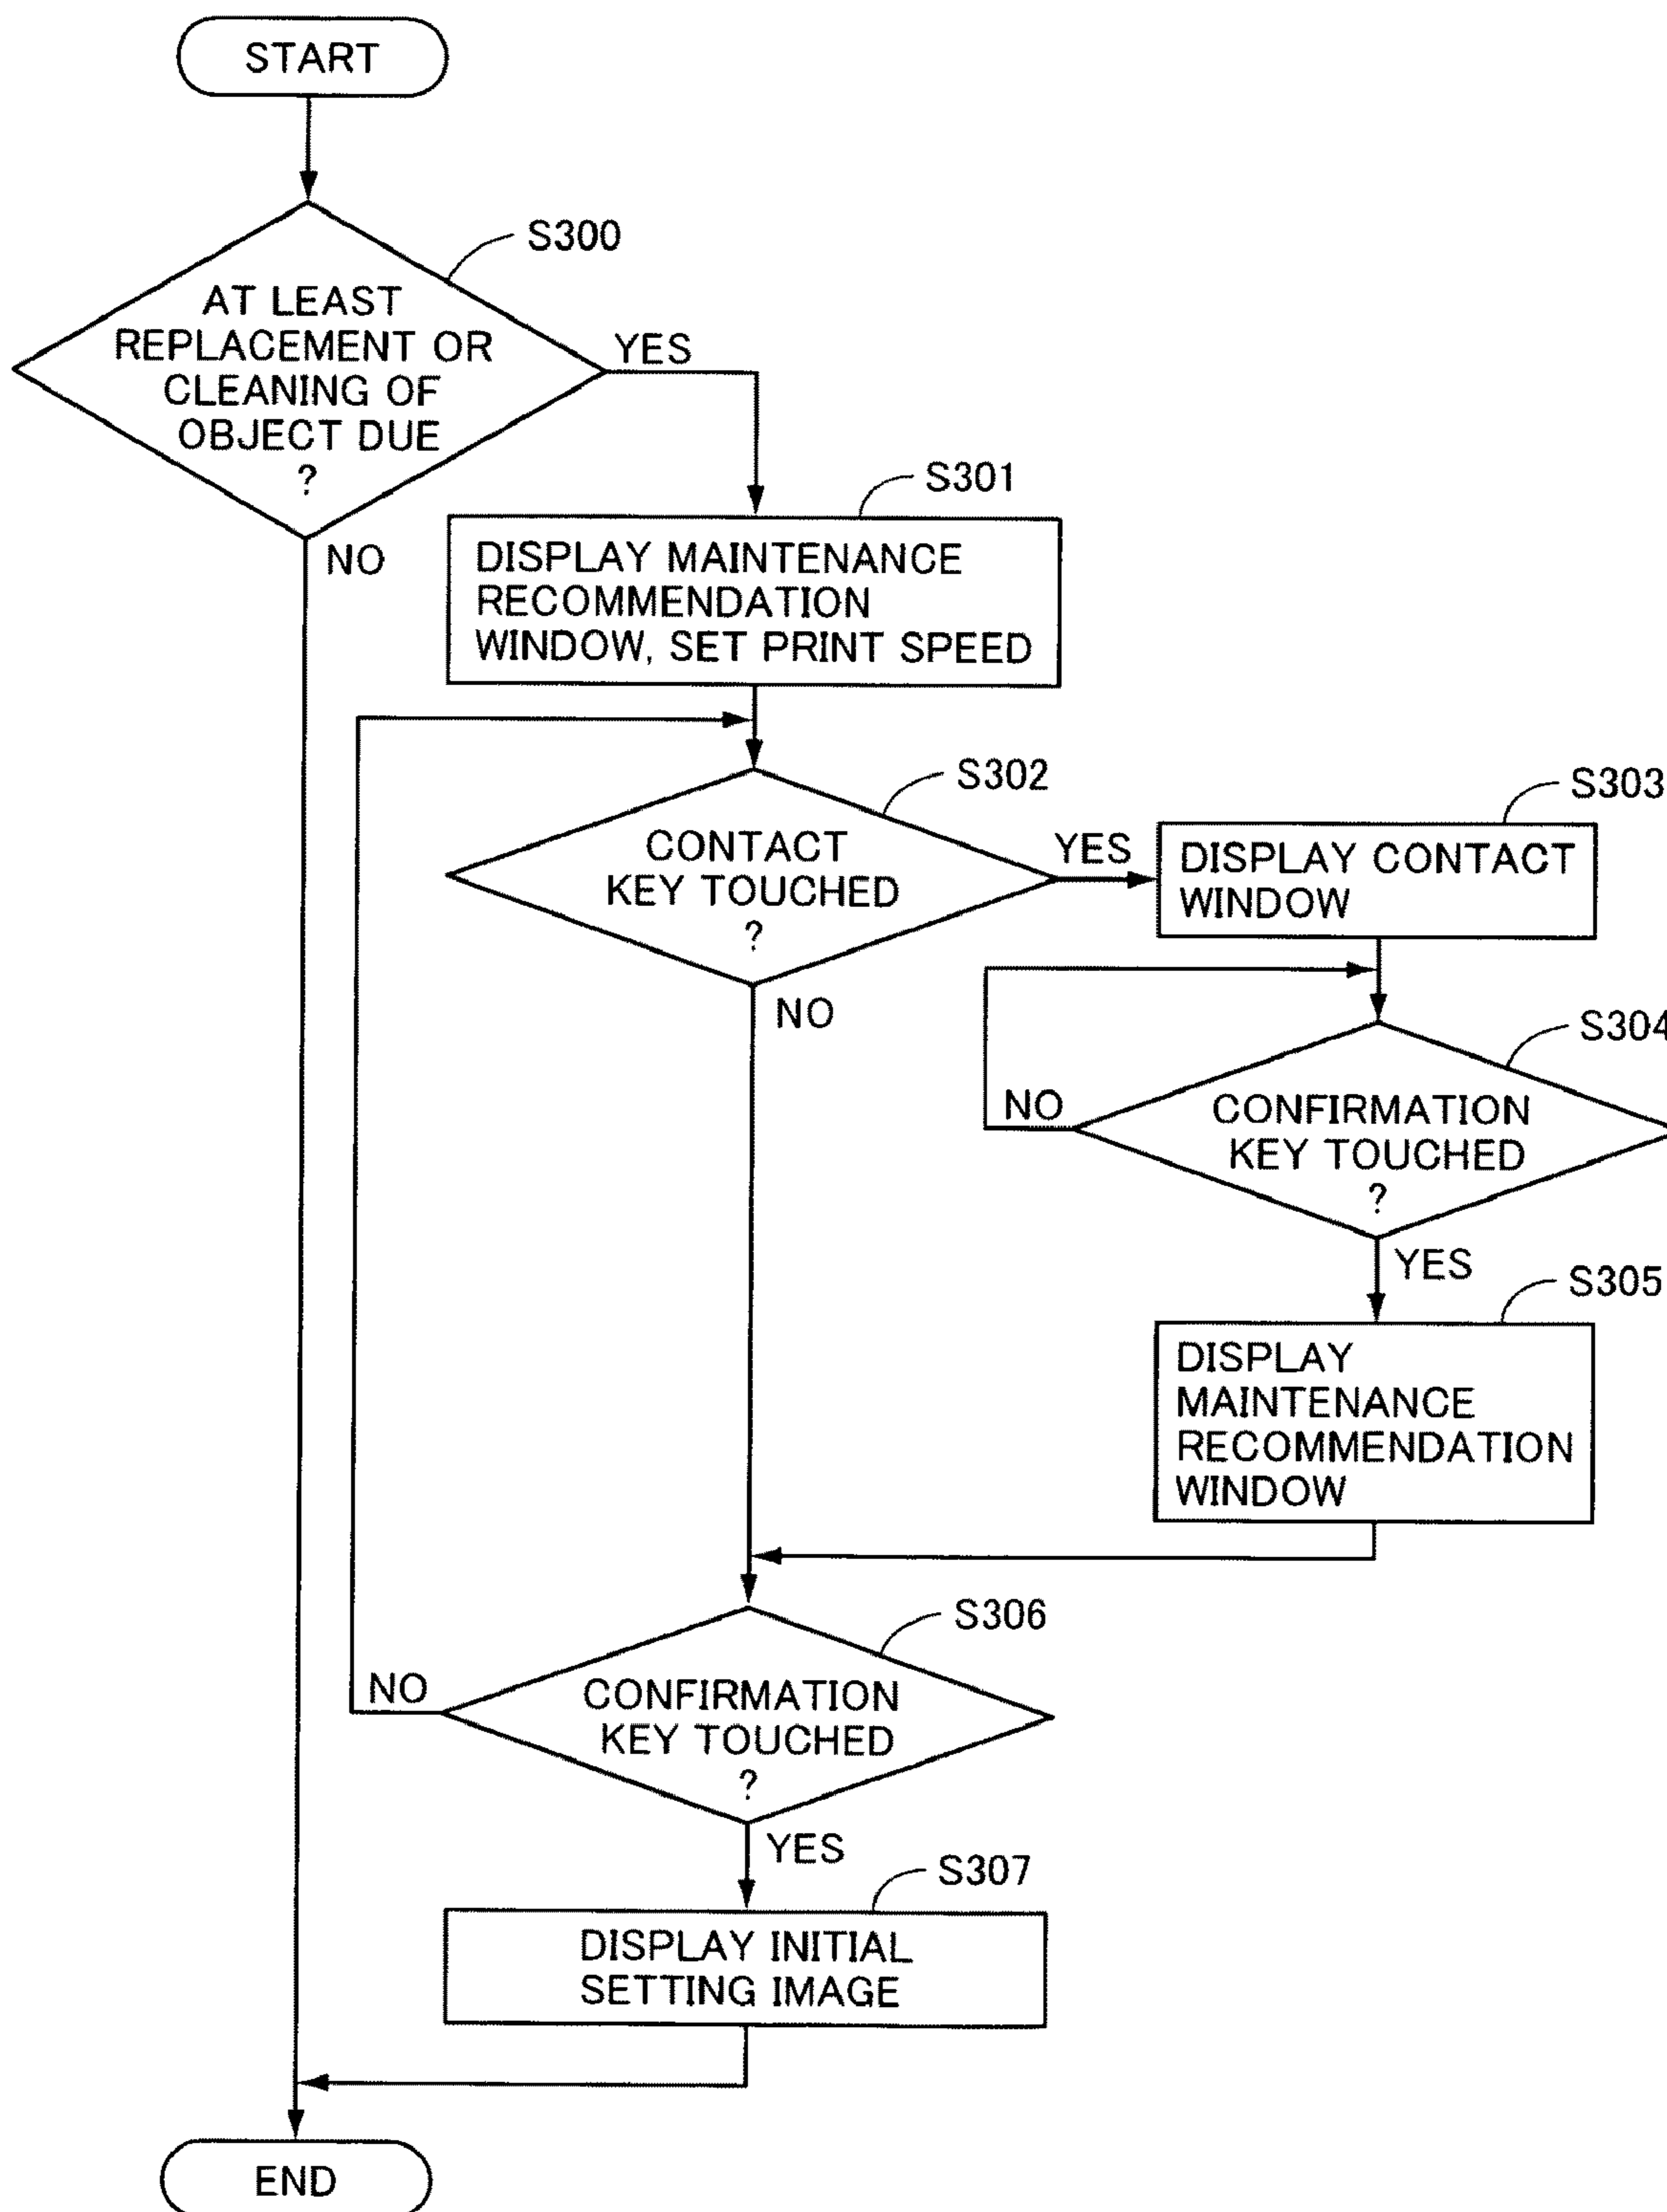 START
S300
AT LEAST
REPLACEMENT OR
CLEANING OF
OBJECT DUE
?
YES
NO
S301
DISPLAY MAINTENANCE
RECOMMENDATION
WINDOW, SET PRINT SPEED
S302
CONTACT
KEY TOUCHED
?
YES
NO
S303
DISPLAY CONTACT
WINDOW
S304
CONFIRMATION
KEY TOUCHED
?
NO
YES
S305
DISPLAY
MAINTENANCE
RECOMMENDATION
WINDOW
S306
CONFIRMATION
KEY TOUCHED
?
NO
YES
S307
DISPLAY INITIAL
SETTING IMAGE
END